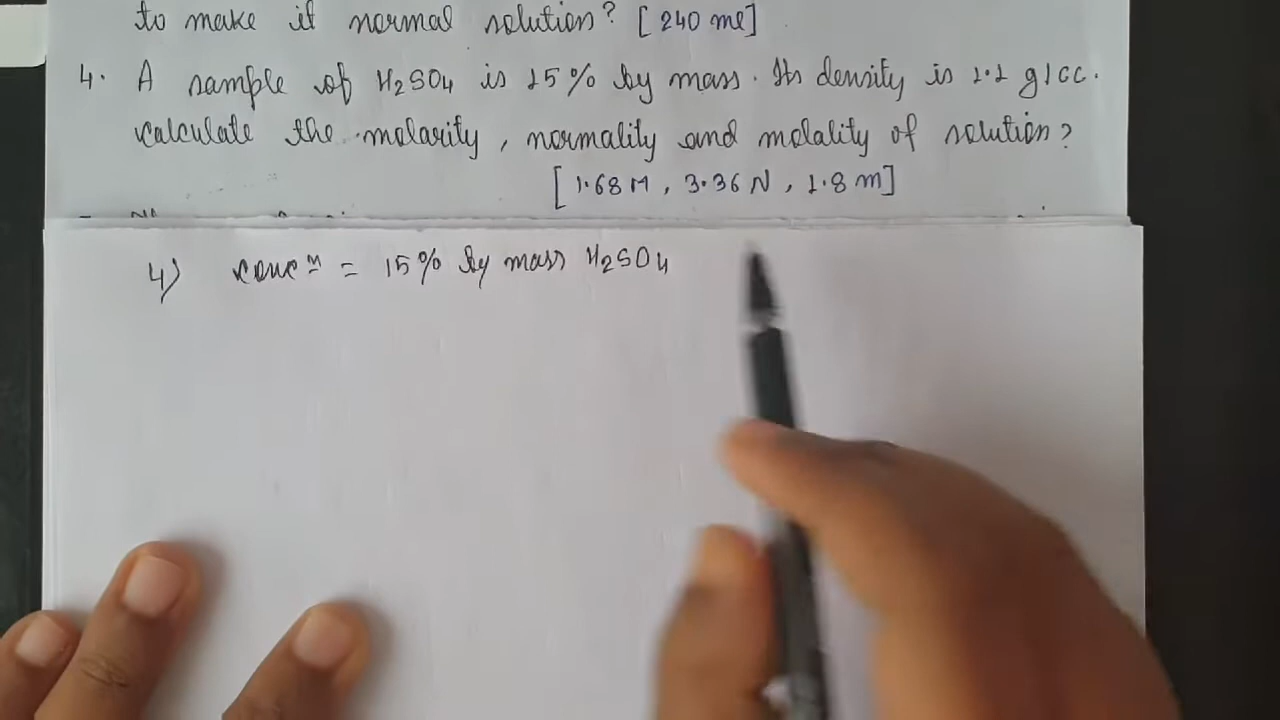 to make it normal solution? [240 ml]
4. A sample of H₂SO₄ is 15% by mass. Its density is 1.1 g/cc.
calculate the molarity, normality and molality of solution?
[1.68 M, 3.36 N, 1.8 m]
4) concⁿ = 15% by mass H₂SO₄